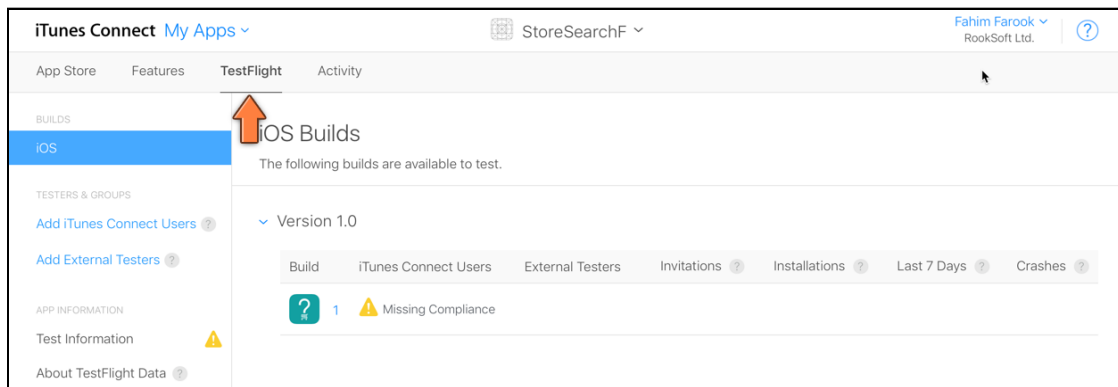 iTunes Connect My Apps StoreSearchF Fahim Farook
RookSoft Ltd. ?
App Store Features TestFlight Activity
BUILDS
iOS
iOS Builds
The following builds are available to test.
TESTERS & GROUPS
Add iTunes Connect Users ?
Add External Testers ?
Version 1.0
Build iTunes Connect Users External Testers Invitations ? Installations ? Last 7 Days ? Crashes ?
? 1 Missing Compliance
APP INFORMATION
Test Information
About TestFlight Data ?